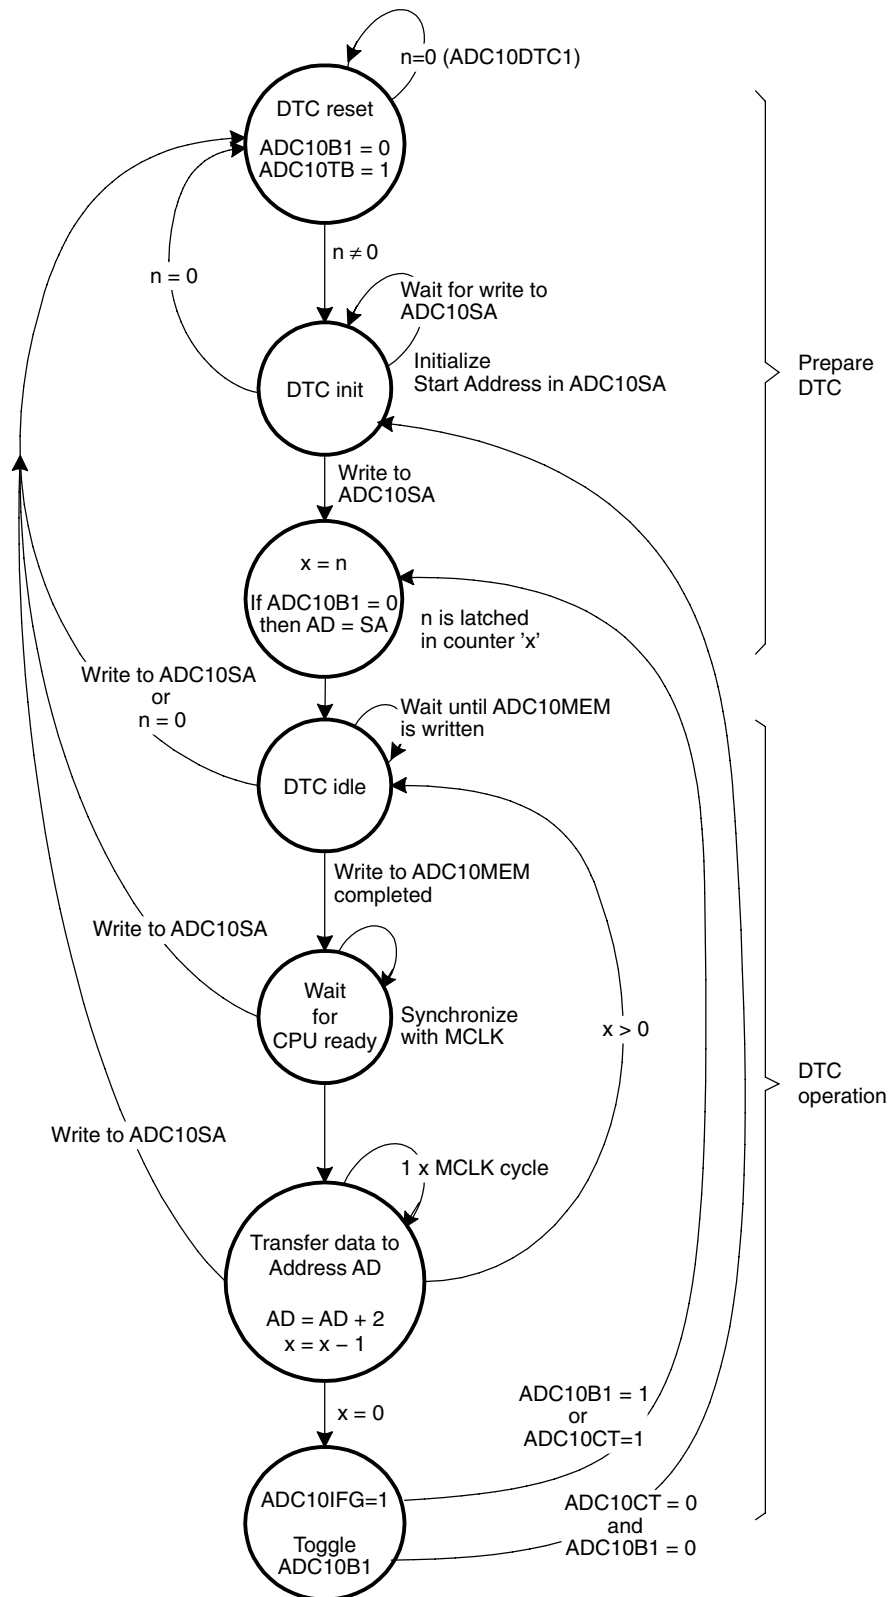 n=0 (ADC10DTC1)
DTC reset
ADC10B1 = 0
ADC10TB = 1
n ≠ 0
n = 0
Wait for write to
ADC10SA
Initialize
Start Address in ADC10SA
DTC init
Prepare
DTC
Write to
ADC10SA
x = n
If ADC10B1 = 0
then AD = SA
n is latched
in counter ’x’
Write to ADC10SA
or
n = 0
Wait until ADC10MEM
is written
DTC idle
Write to ADC10MEM
completed
Write to ADC10SA
Wait
for
CPU ready
Synchronize
with MCLK
x > 0
DTC
operation
Write to ADC10SA
1 x MCLK cycle
Transfer data to
Address AD
AD = AD + 2
x = x − 1
x = 0
ADC10B1 = 1
or
ADC10CT=1
ADC10IFG=1
Toggle
ADC10B1
ADC10CT = 0
and
ADC10B1 = 0